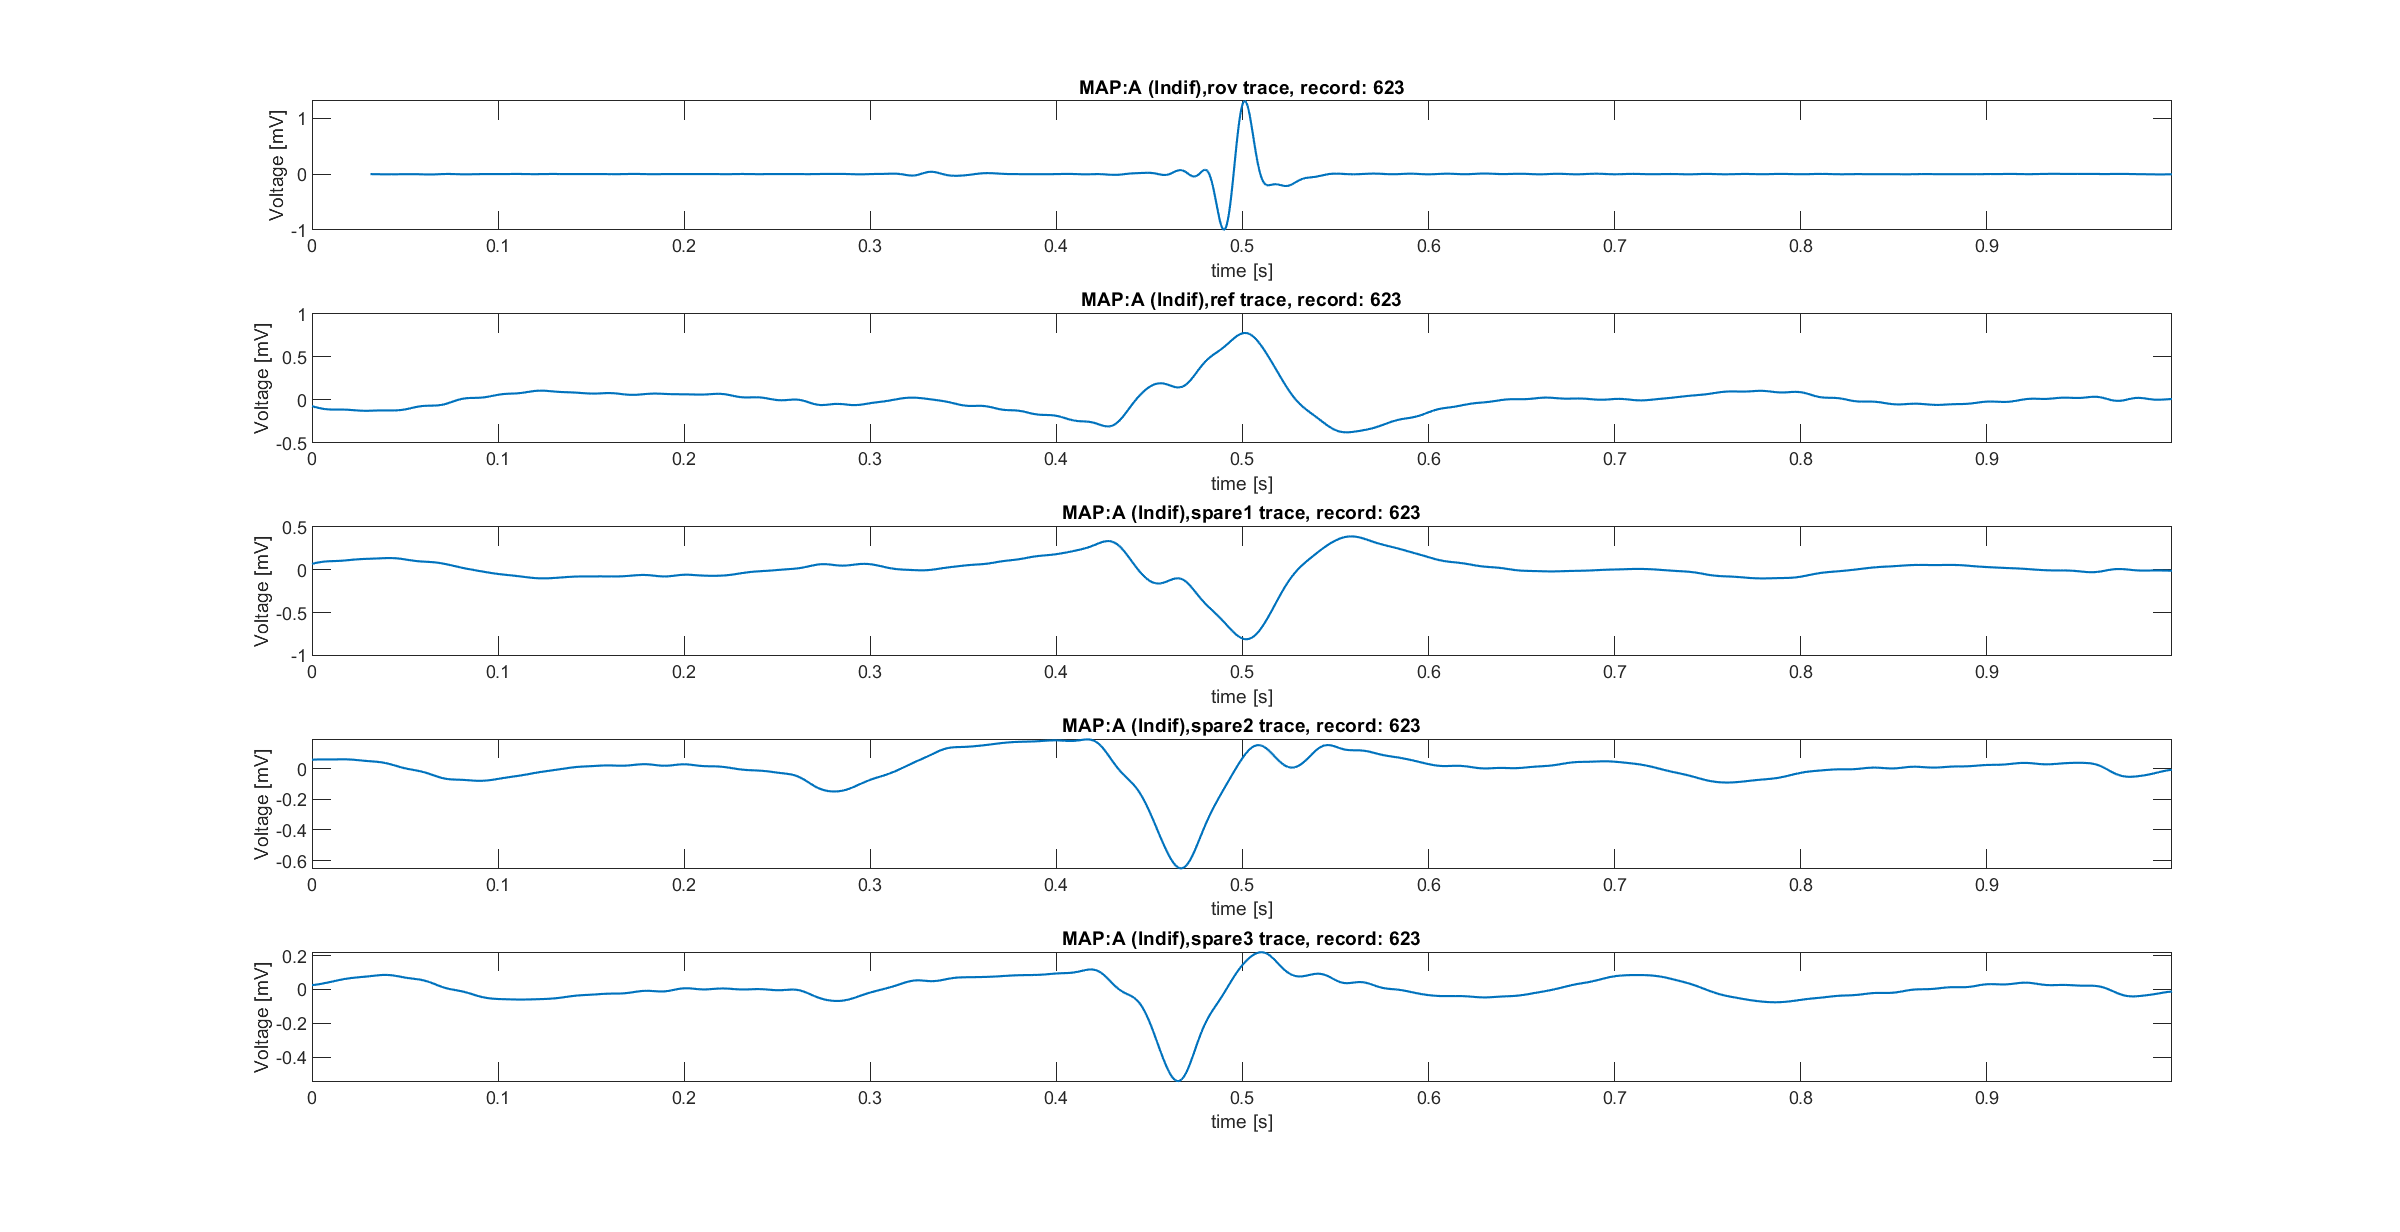 MAP:A (Indif),rov trace, record: 623
Voltage [mV]
1
0
-1
0 0.1 0.2 0.3 0.4 0.5 0.6 0.7 0.8 0.9
time [s]
MAP:A (Indif),ref trace, record: 623
Voltage [mV]
1
0.5
0
-0.5
0 0.1 0.2 0.3 0.4 0.5 0.6 0.7 0.8 0.9
time [s]
MAP:A (Indif),spare1 trace, record: 623
Voltage [mV]
0.5
0
-0.5
-1
0 0.1 0.2 0.3 0.4 0.5 0.6 0.7 0.8 0.9
time [s]
MAP:A (Indif),spare2 trace, record: 623
Voltage [mV]
0
-0.2
-0.4
-0.6
0 0.1 0.2 0.3 0.4 0.5 0.6 0.7 0.8 0.9
time [s]
MAP:A (Indif),spare3 trace, record: 623
Voltage [mV]
0.2
0
-0.2
-0.4
0 0.1 0.2 0.3 0.4 0.5 0.6 0.7 0.8 0.9
time [s]